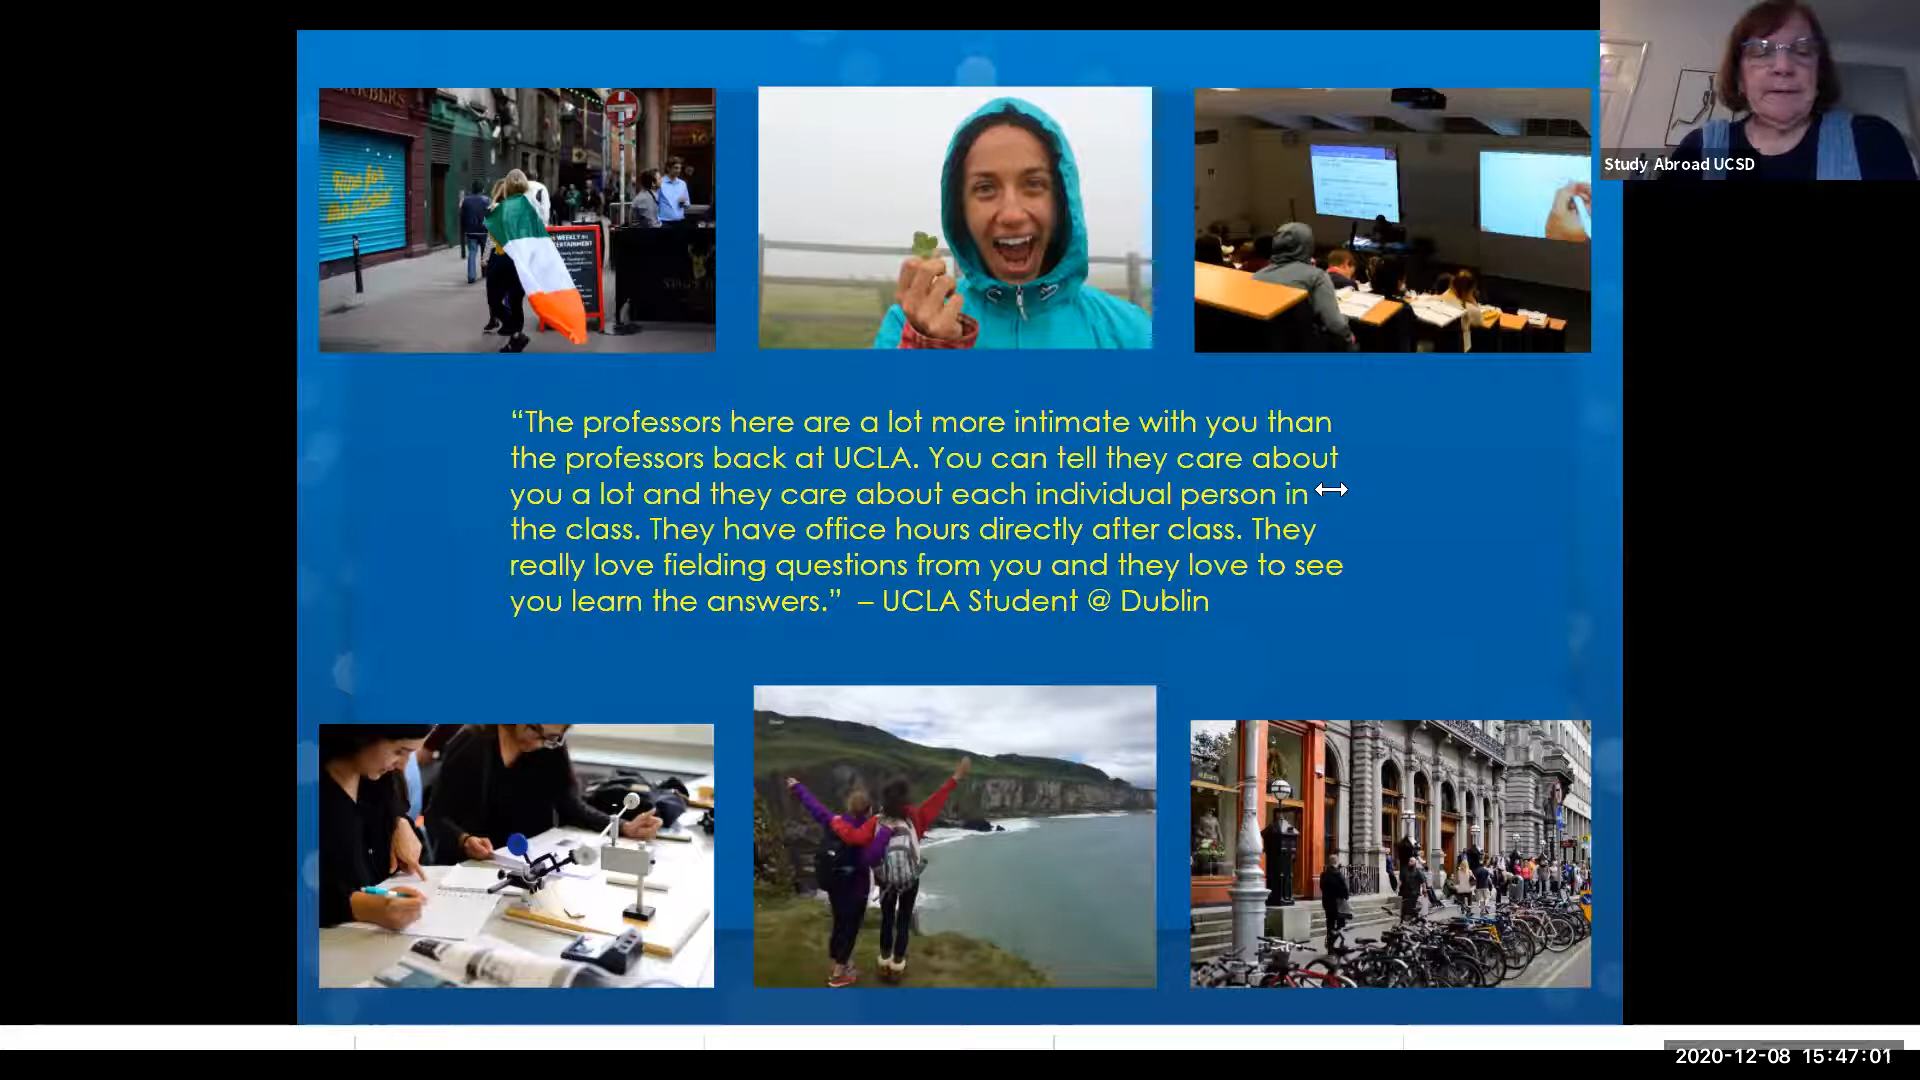 Study Abroad UCSD
“The professors here are a lot more intimate with you than
the professors back at UCLA. You can tell they care about
you a lot and they care about each individual person in
the class. They have office hours directly after class. They
really love fielding questions from you and they love to see
you learn the answers.” – UCLA Student @ Dublin
2020-12-08 15:47:01